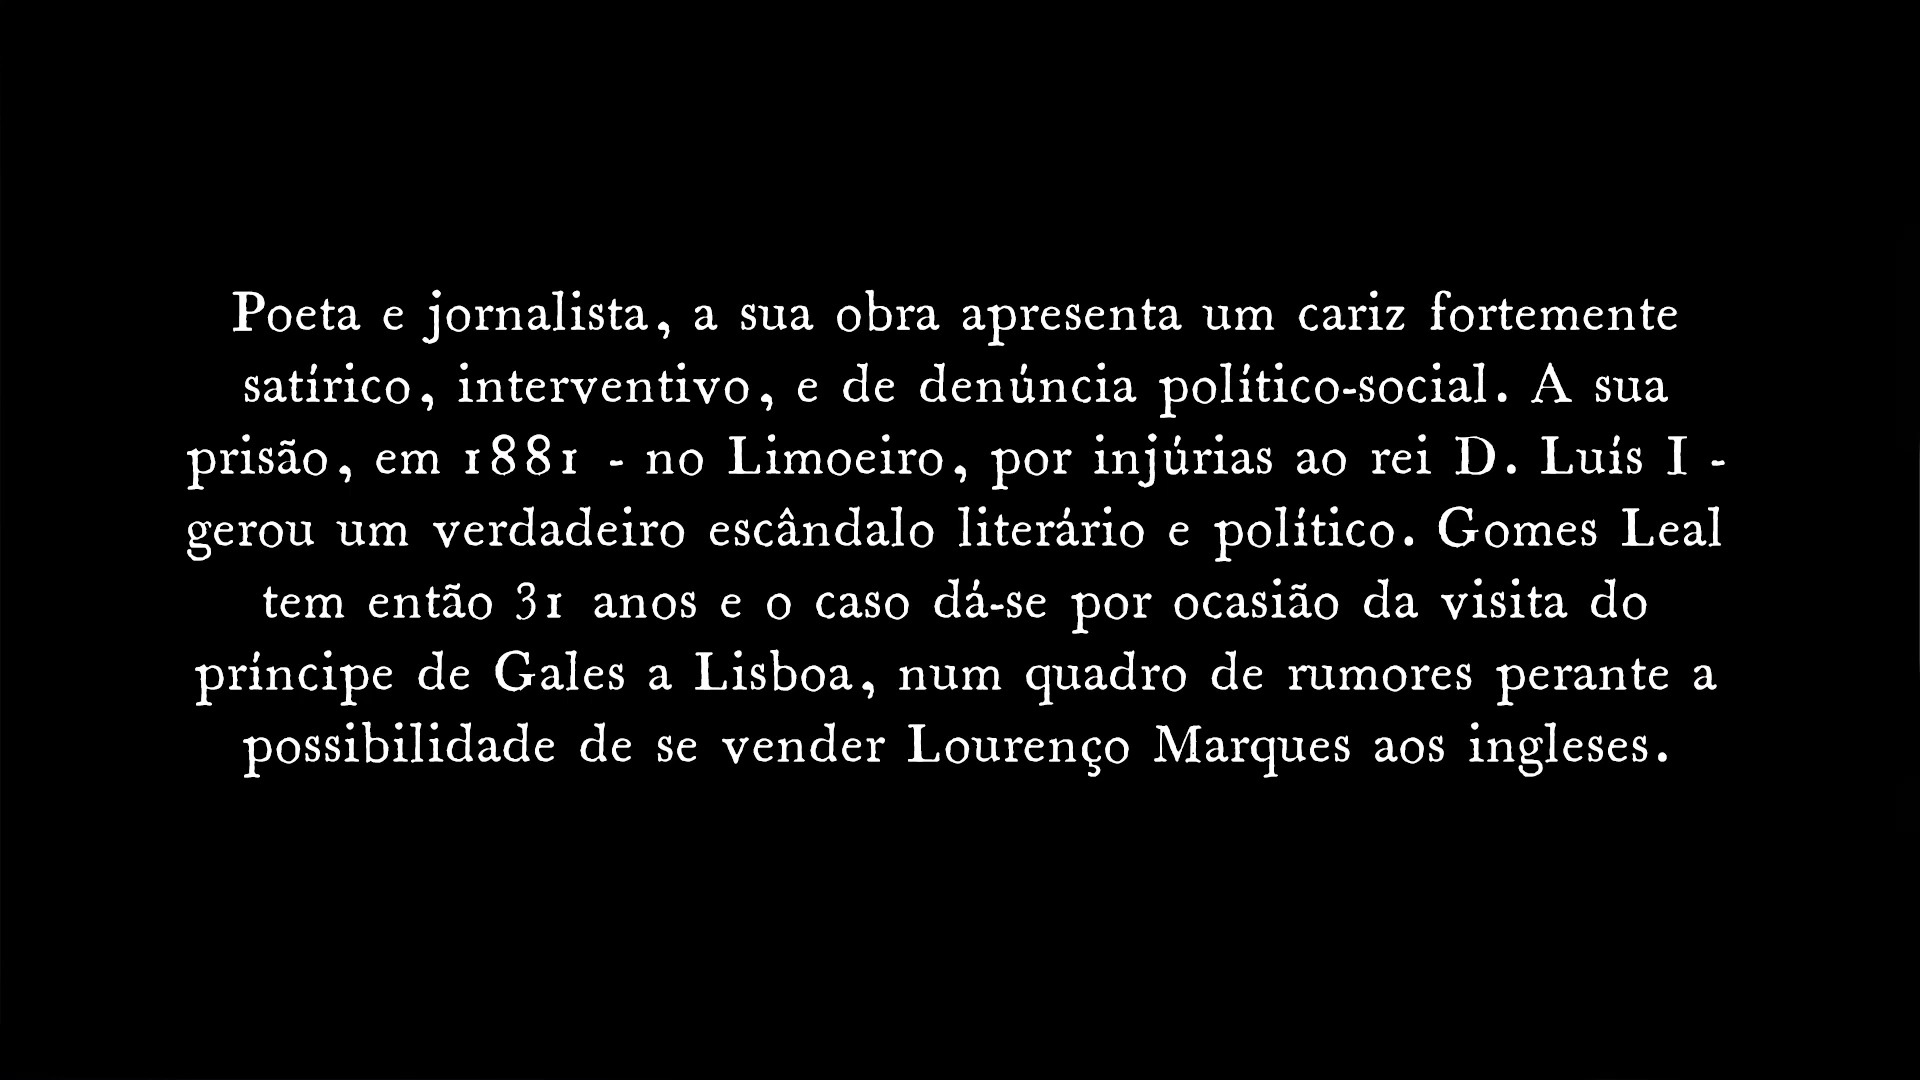 Poeta e jornalista, a sua obra apresenta um cariz fortemente
satírico, interventivo, e de denúncia político-social. A sua
prisão, em 1881 - no Limoeiro, por injúrias ao rei D. Luís I -
gerou um verdadeiro escândalo literário e político. Gomes Leal
tem então 31 anos e o caso dá-se por ocasião da visita do
príncipe de Gales a Lisboa, num quadro de rumores perante a
possibilidade de se vender Lourenço Marques aos ingleses.